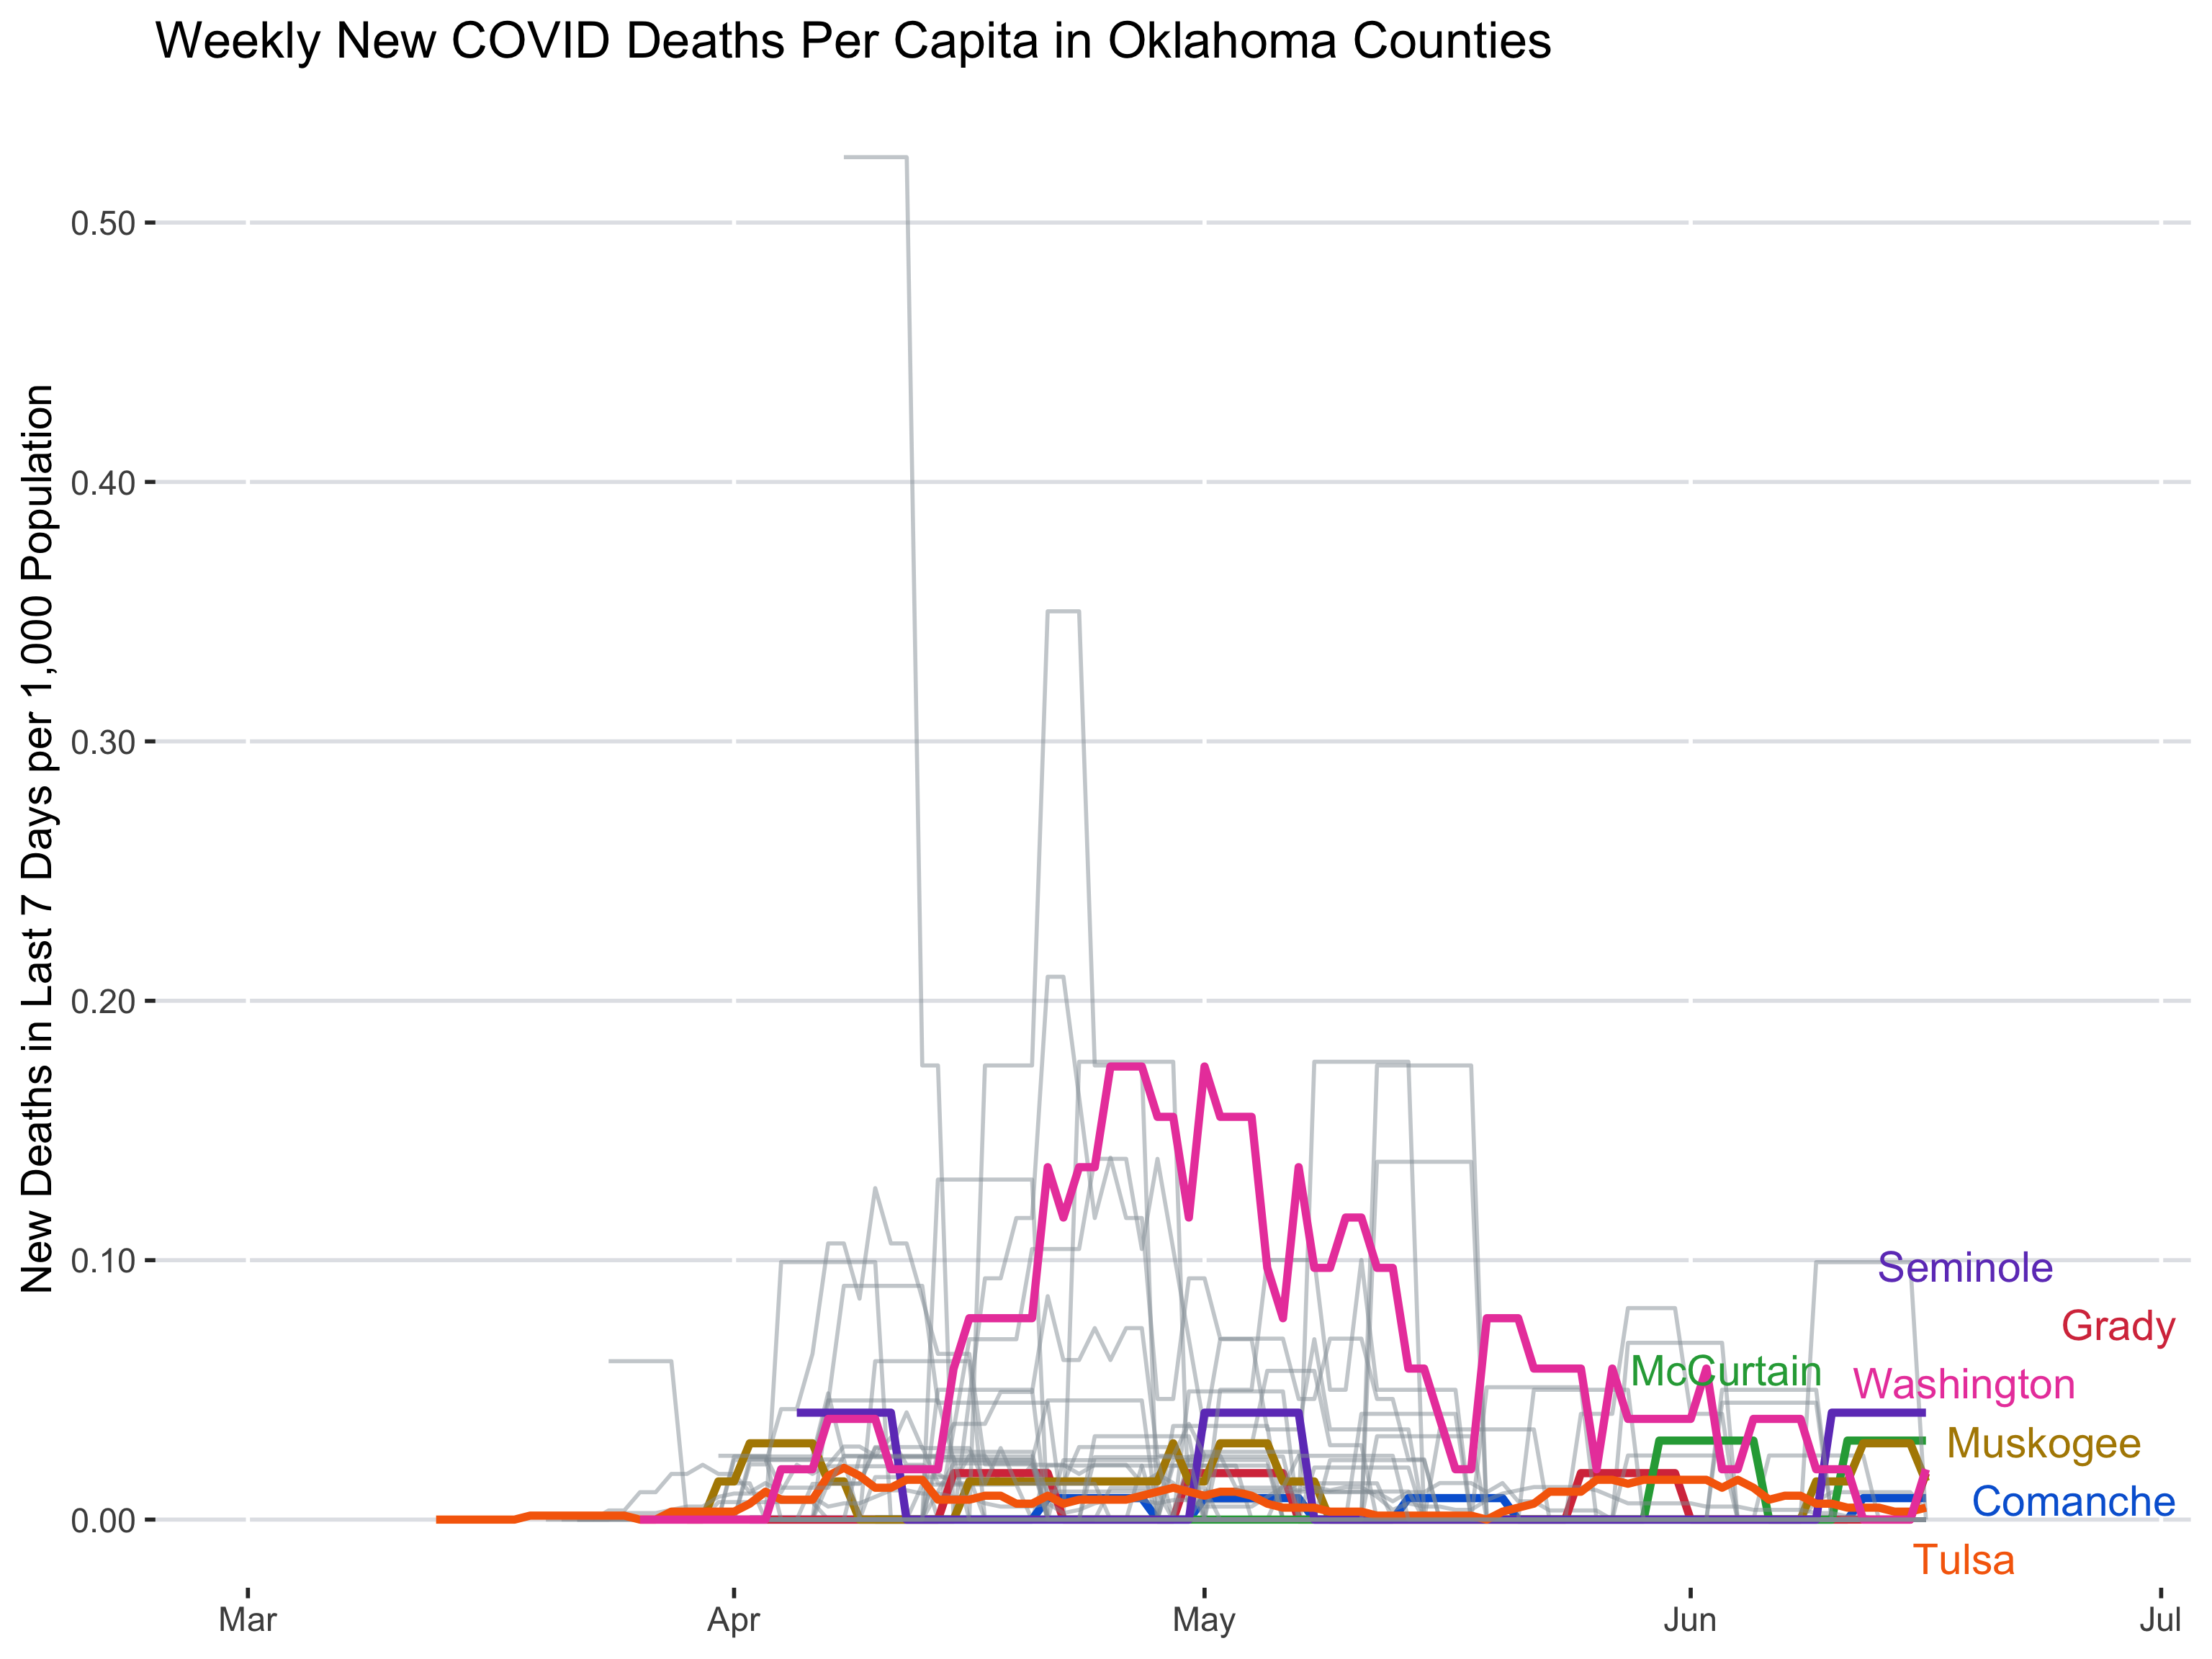 Weekly New COVID Deaths Per Capita in Oklahoma Counties
New Deaths in Last 7 Days per 1,000 Population
0.50
0.40
0.30
0.20
0.10
0.00
Seminole
Grady
McCurtain
Washington
Muskogee
Comanche
Tulsa
Mar
Apr
May
Jun
Jul